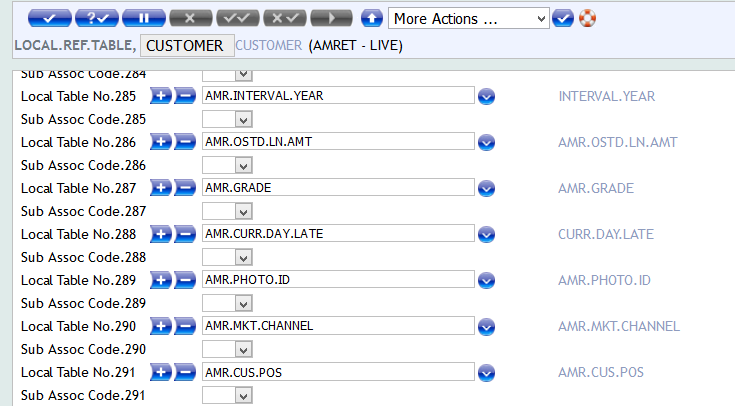 More Actions ...
LOCAL.REF.TABLE, CUSTOMER CUSTOMER (AMRET - LIVE)
Sub Assoc Code.284
Local Table No.285 AMR.INTERVAL.YEAR INTERVAL.YEAR
Sub Assoc Code.285
Local Table No.286 AMR.OSTD.LN.AMT AMR.OSTD.LN.AMT
Sub Assoc Code.286
Local Table No.287 AMR.GRADE AMR.GRADE
Sub Assoc Code.287
Local Table No.288 AMR.CURR.DAY.LATE CURR.DAY.LATE
Sub Assoc Code.288
Local Table No.289 AMR.PHOTO.ID AMR.PHOTO.ID
Sub Assoc Code.289
Local Table No.290 AMR.MKT.CHANNEL AMR.MKT.CHANNEL
Sub Assoc Code.290
Local Table No.291 AMR.CUS.POS AMR.CUS.POS
Sub Assoc Code.291